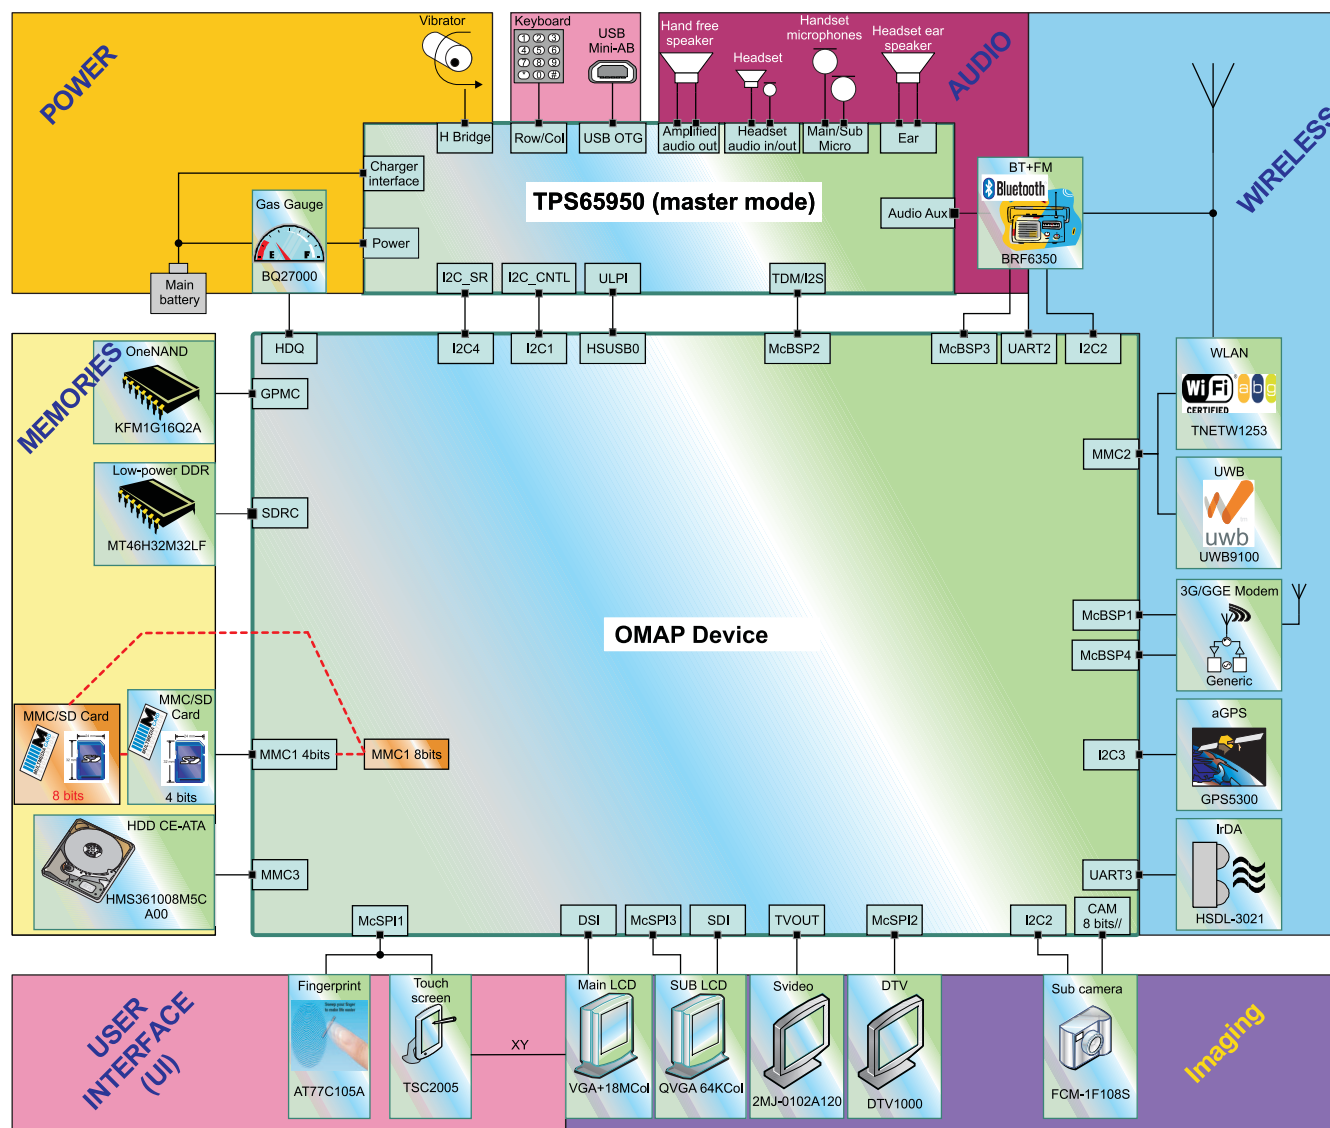 POWER
Vibrator
Keyboard
USB
Mini-AB
Hand free
speaker
Headset
Handset
microphones
Headset ear
speaker
AUDIO
WIRELESS
H Bridge
Row/Col
USB OTG
Amplified
audio out
Headset
audio in/out
Main/Sub
Micro
Ear
Charger
interface
TPS65950 (master mode)
Audio Aux
BT+FM
Bluetooth
BRF6350
Gas Gauge
E F
BQ27000
Power
Main
battery
I2C_SR
I2C_CNTL
ULPI
TDM/I2S
HDQ
I2C4
I2C1
HSUSB0
McBSP2
McBSP3
UART2
I2C2
MEMORIES
OneNAND
KFM1G16Q2A
GPMC
Low-power DDR
MT46H32M32LF
SDRC
WLAN
WiFi abg
CERTIFIED
TNETW1253
MMC2
UWB
uwb
UWB9100
OMAP Device
McBSP1
McBSP4
3G/GGE Modem
Generic
MMC/SD Card
8 bits
MMC/SD
Card
4 bits
MMC1 4bits
MMC1 8bits
I2C3
aGPS
GPS5300
HDD CE-ATA
HMS361008M5C
A00
MMC3
UART3
IrDA
HSDL-3021
McSPI1
DSI
McSPI3
SDI
TVOUT
McSPI2
I2C2
CAM
8 bits//
USER
INTERFACE
(UI)
Fingerprint
AT77C105A
Touch
screen
TSC2005
XY
Main LCD
VGA+18MCol
SUB LCD
QVGA 64KCol
Svideo
2MJ-0102A120
DTV
DTV1000
Sub camera
FCM-1F108S
Imaging